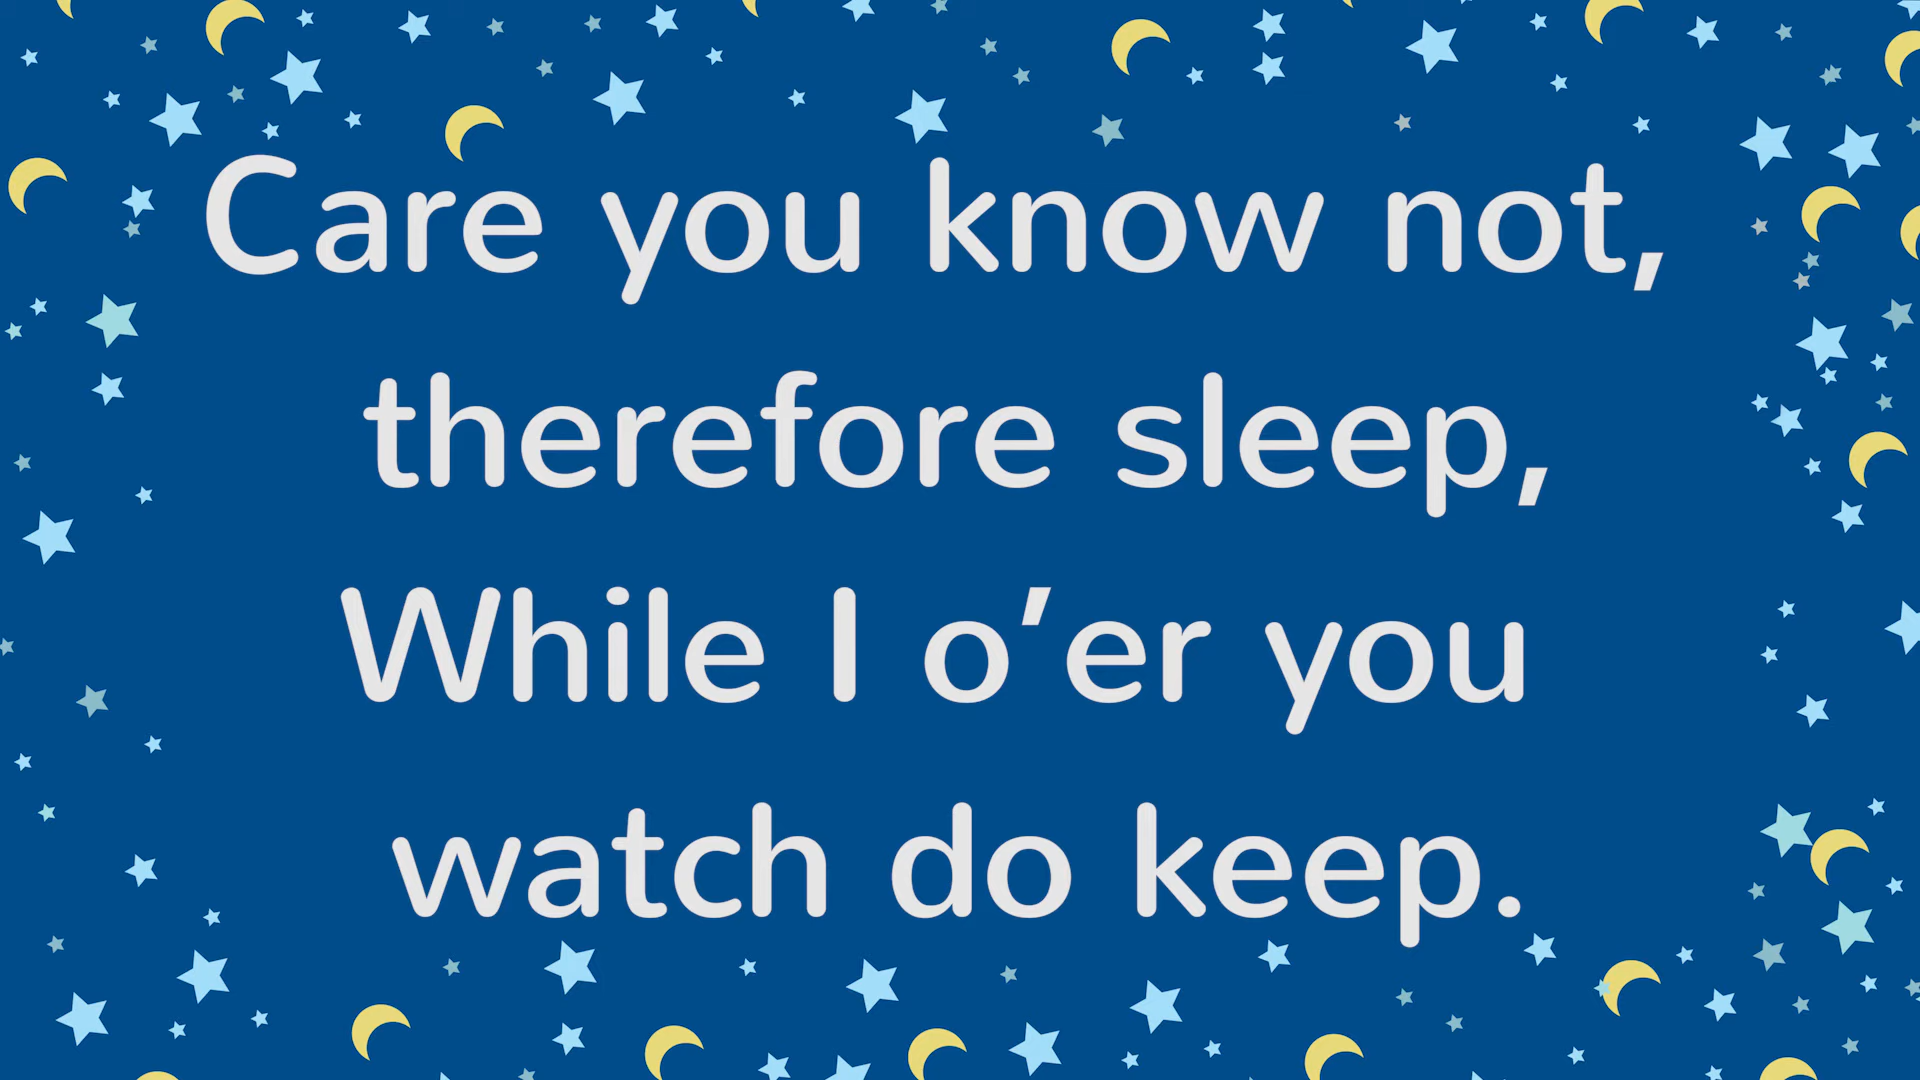 Care you know not,
therefore sleep,
While I o’er you
watch do keep.